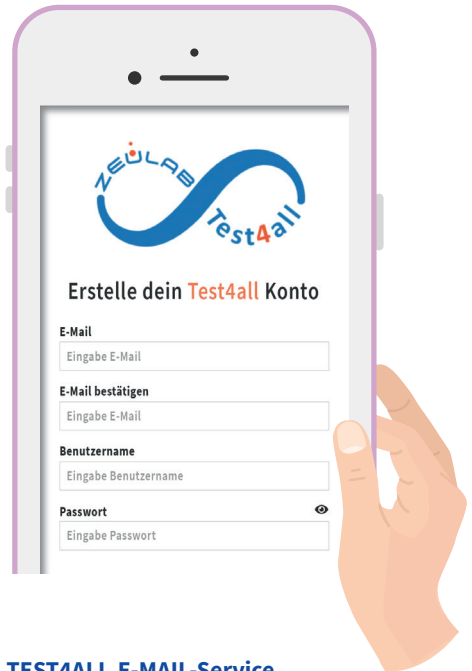 ZEULAB
Test4all
Erstelle dein Test4all Konto
E-Mail
Eingabe E-Mail
E-Mail bestätigen
Eingabe E-Mail
Benutzername
Eingabe Benutzername
Passwort
Eingabe Passwort
TEST4ALL E-MAIL-Service